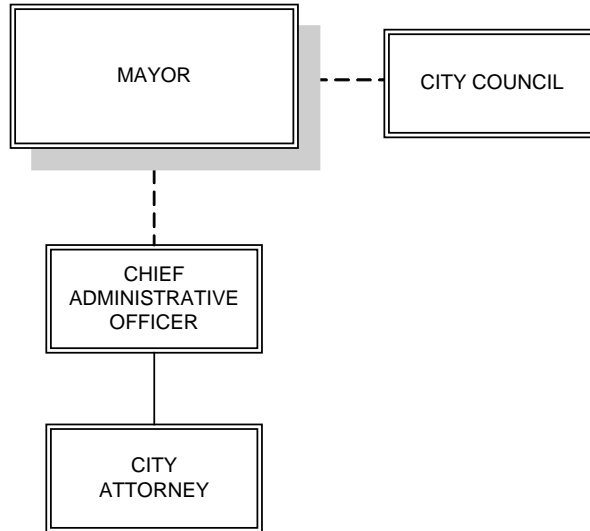 MAYOR
CITY COUNCIL
CHIEF
ADMINISTRATIVE
OFFICER
CITY
ATTORNEY